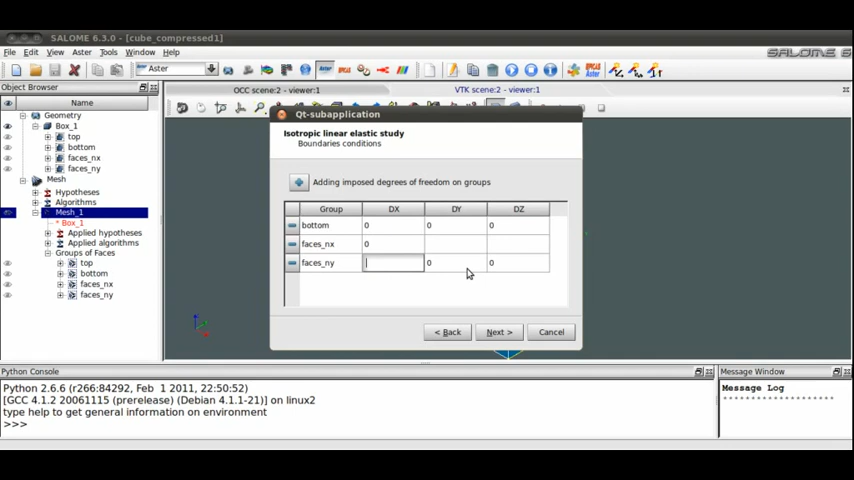 SALOME 6.3.0 - [cube_compressed1]
File Edit View Aster Tools Window Help
SALOME 6
Aster
Aster
Object Browser
Name
Geometry
Box_1
top
bottom
faces_nx
faces_ny
Mesh
Hypotheses
Algorithms
Mesh_1
* Box_1
Applied hypotheses
Applied algorithms
Groups of Faces
top
bottom
faces_nx
faces_ny
OCC scene:2 - viewer:1
VTK scene:2 - viewer:1
Qt-subapplication
Isotropic linear elastic study
Boundaries conditions
Adding imposed degrees of freedom on groups
Group DX DY DZ
bottom 0 0 0
faces_nx 0
faces_ny 0 0
< Back Next > Cancel
Python Console
Python 2.6.6 (r266:84292, Feb 1 2011, 22:50:52)
[GCC 4.1.2 20061115 (prerelease) (Debian 4.1.1-21)] on linux2
type help to get general information on environment
>>>
Message Window
Message Log
********************